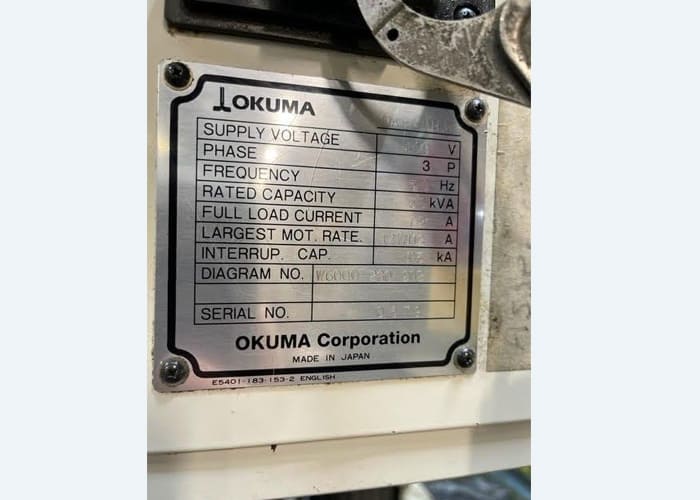 OKUMA
SUPPLY VOLTAGE V
PHASE 3 P
FREQUENCY Hz
RATED CAPACITY kVA
FULL LOAD CURRENT A
LARGEST MOT. RATE. A
INTERRUP. CAP. kA
DIAGRAM NO.
SERIAL NO.
OKUMA Corporation
MADE IN JAPAN
E5401-183-153-2 ENGLISH